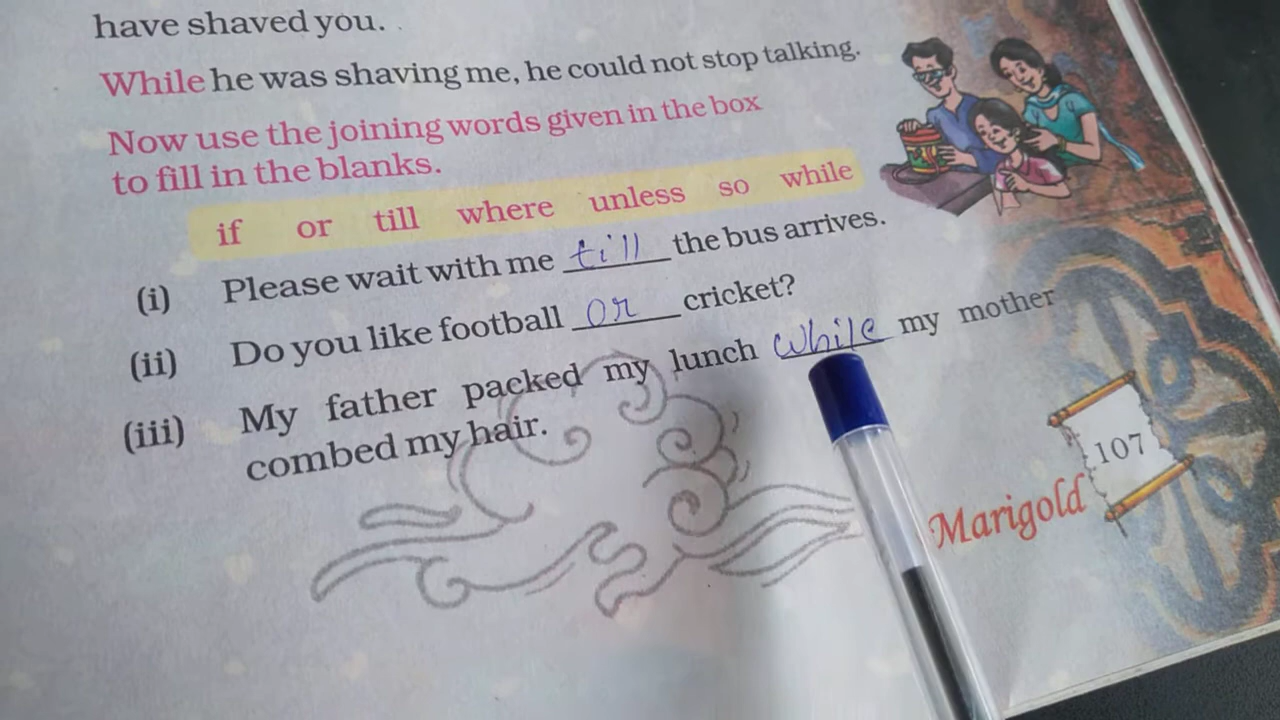 have shaved you.
While he was shaving me, he could not stop talking.
Now use the joining words given in the box
to fill in the blanks.
if or till where unless so while
(i) Please wait with me till the bus arrives.
(ii) Do you like football or cricket?
(iii) My father packed my lunch while my mother
combed my hair.
107
Marigold